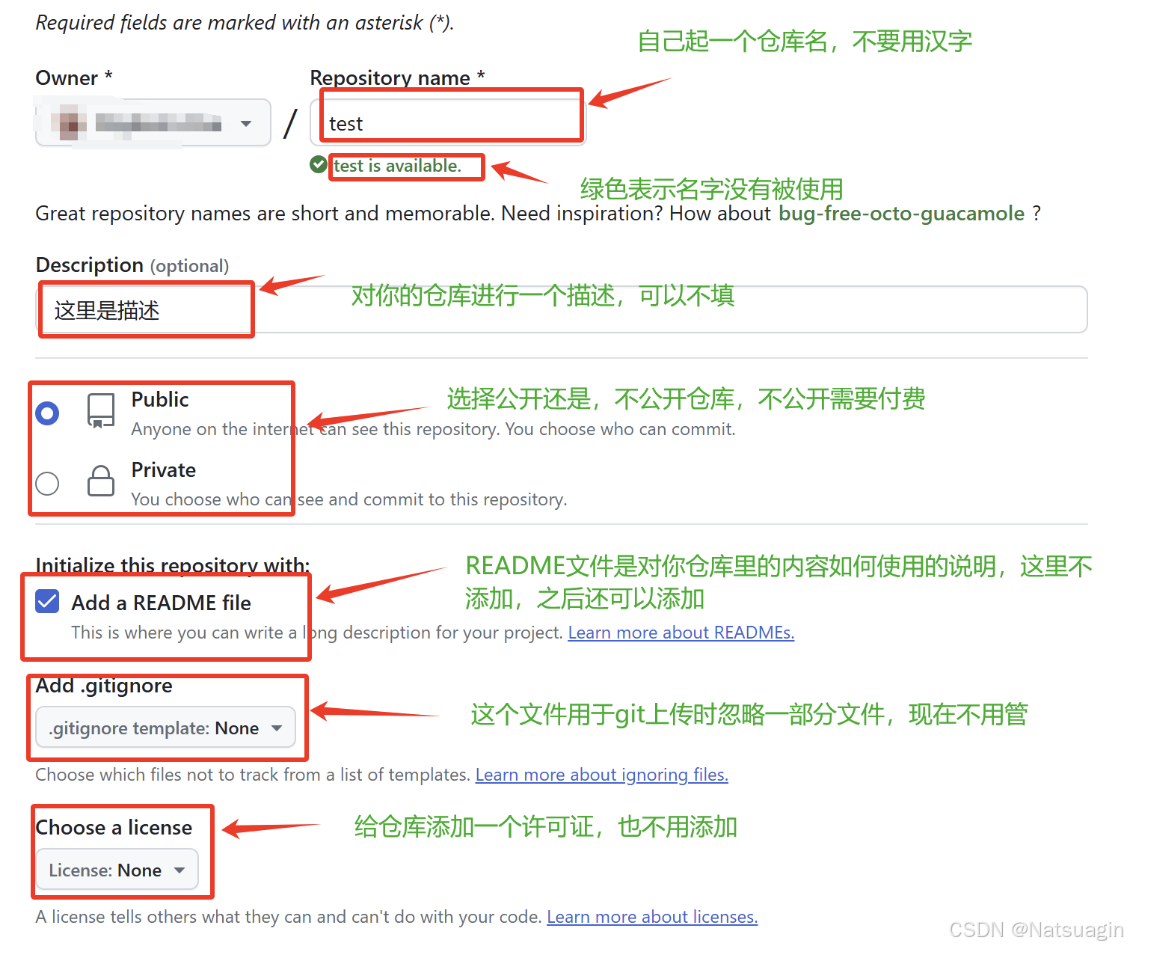 Required fields are marked with an asterisk (*).
自己起一个仓库名，不要用汉字
Owner *
Repository name *
/
test
test is available.
绿色表示名字没有被使用
Great repository names are short and memorable. Need inspiration? How about bug-free-octo-guacamole ?
Description (optional)
这里是描述
对你的仓库进行一个描述，可以不填
Public
选择公开还是，不公开仓库，不公开需要付费
Anyone on the internet can see this repository. You choose who can commit.
Private
You choose who can see and commit to this repository.
Initialize this repository with:
README文件是对你仓库里的内容如何使用的说明，这里不
添加，之后还可以添加
Add a README file
This is where you can write a long description for your project. Learn more about READMEs.
Add .gitignore
.gitignore template: None
这个文件用于git上传时忽略一部分文件，现在不用管
Choose which files not to track from a list of templates. Learn more about ignoring files.
Choose a license
给仓库添加一个许可证，也不用添加
License: None
A license tells others what they can and can't do with your code. Learn more about licenses.
CSDN @Natsuagin